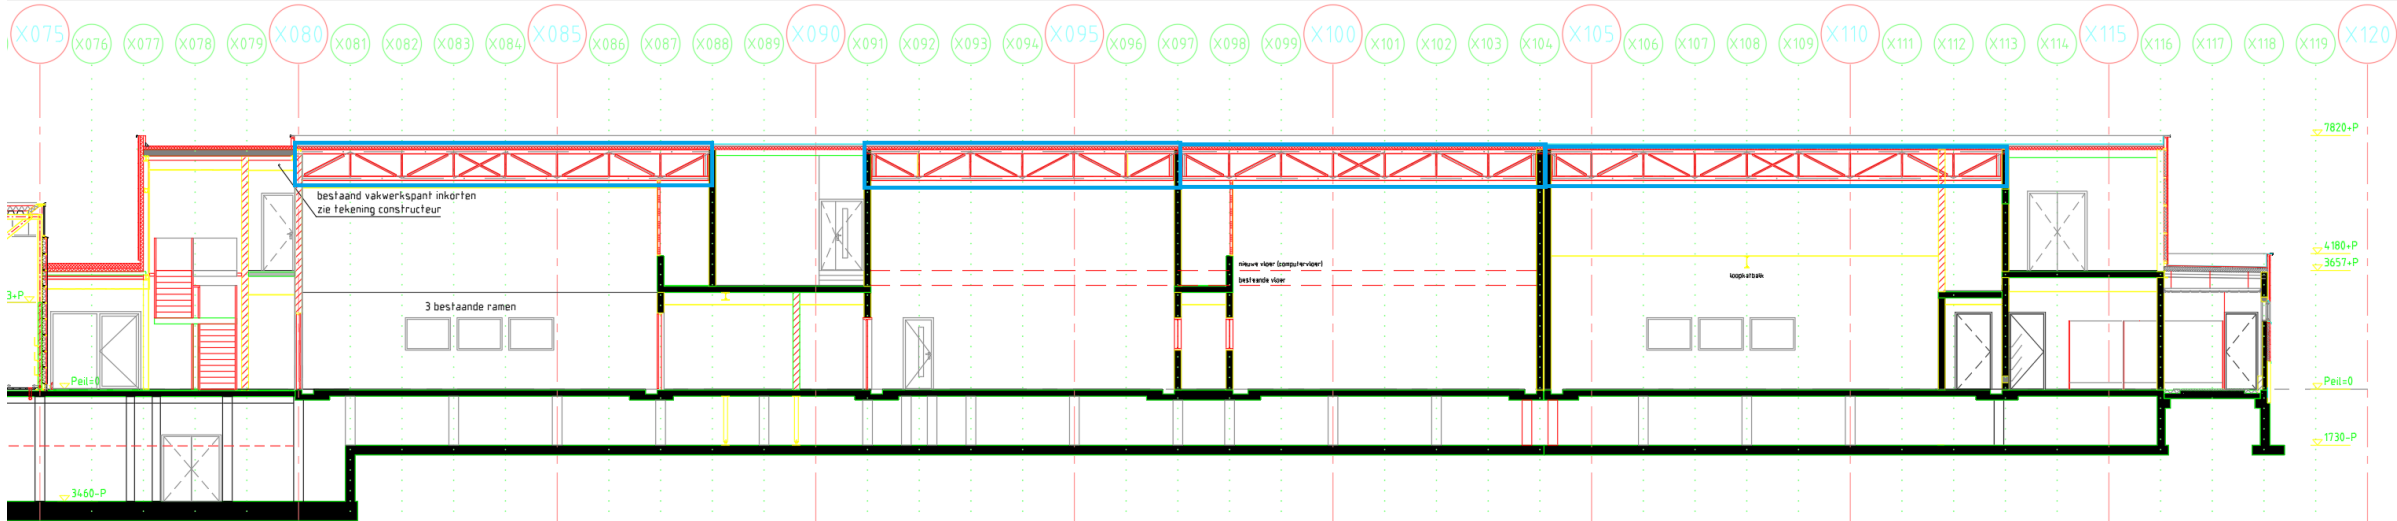 X075 X076 X077 X078 X079 X080 X081 X082 X083 X084 X085 X086 X087 X088 X089 X090 X091 X092 X093 X094 X095 X096 X097 X098 X099 X100 X101 X102 X103 X104 X105 X106 X107 X108 X109 X110 X111 X112 X113 X114 X115 X116 X117 X118 X119 X120
7820+P
bestaand vakwerkspant inkorten
zie tekening constructeur
4180+P
3657+P
nieuwe vloer (computervloer)
bestaande vloer
loopkatbalk
3+P
3 bestaande ramen
Peil=0
Peil=0
1730-P
3460-P